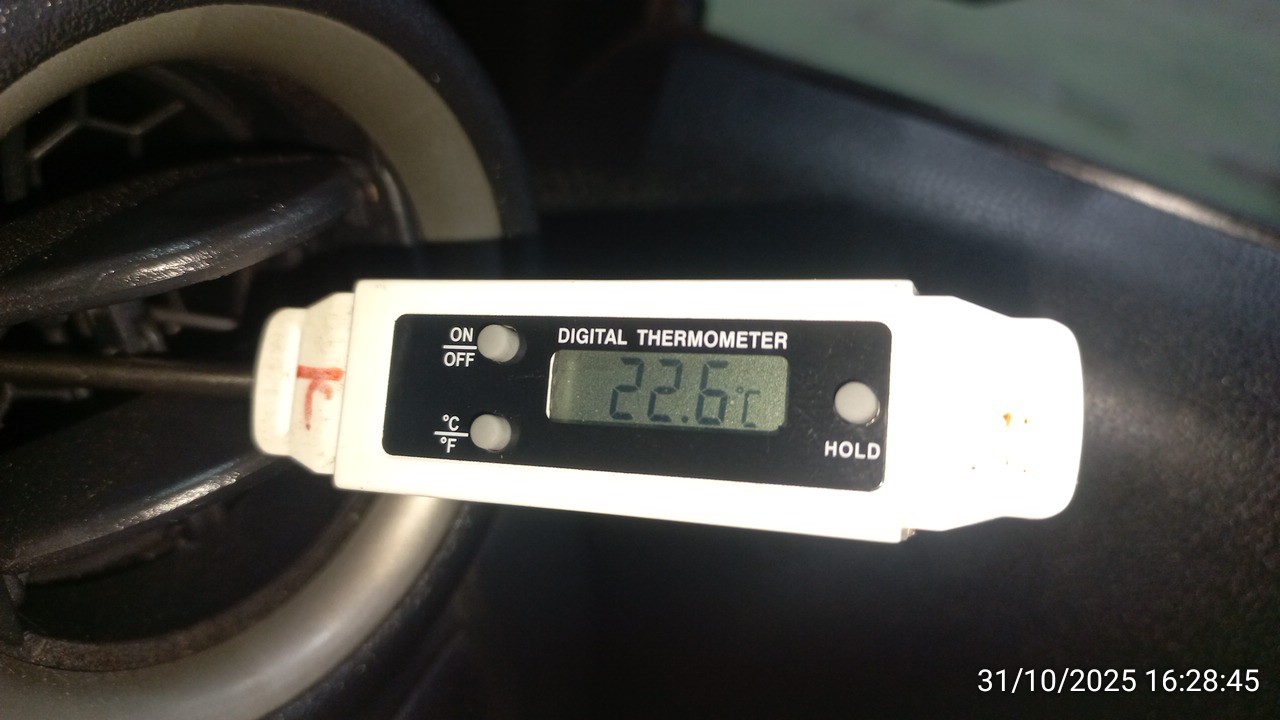 ON
OFF
DIGITAL THERMOMETER
22.6°C
°C
°F
HOLD
31/10/2025 16:28:45